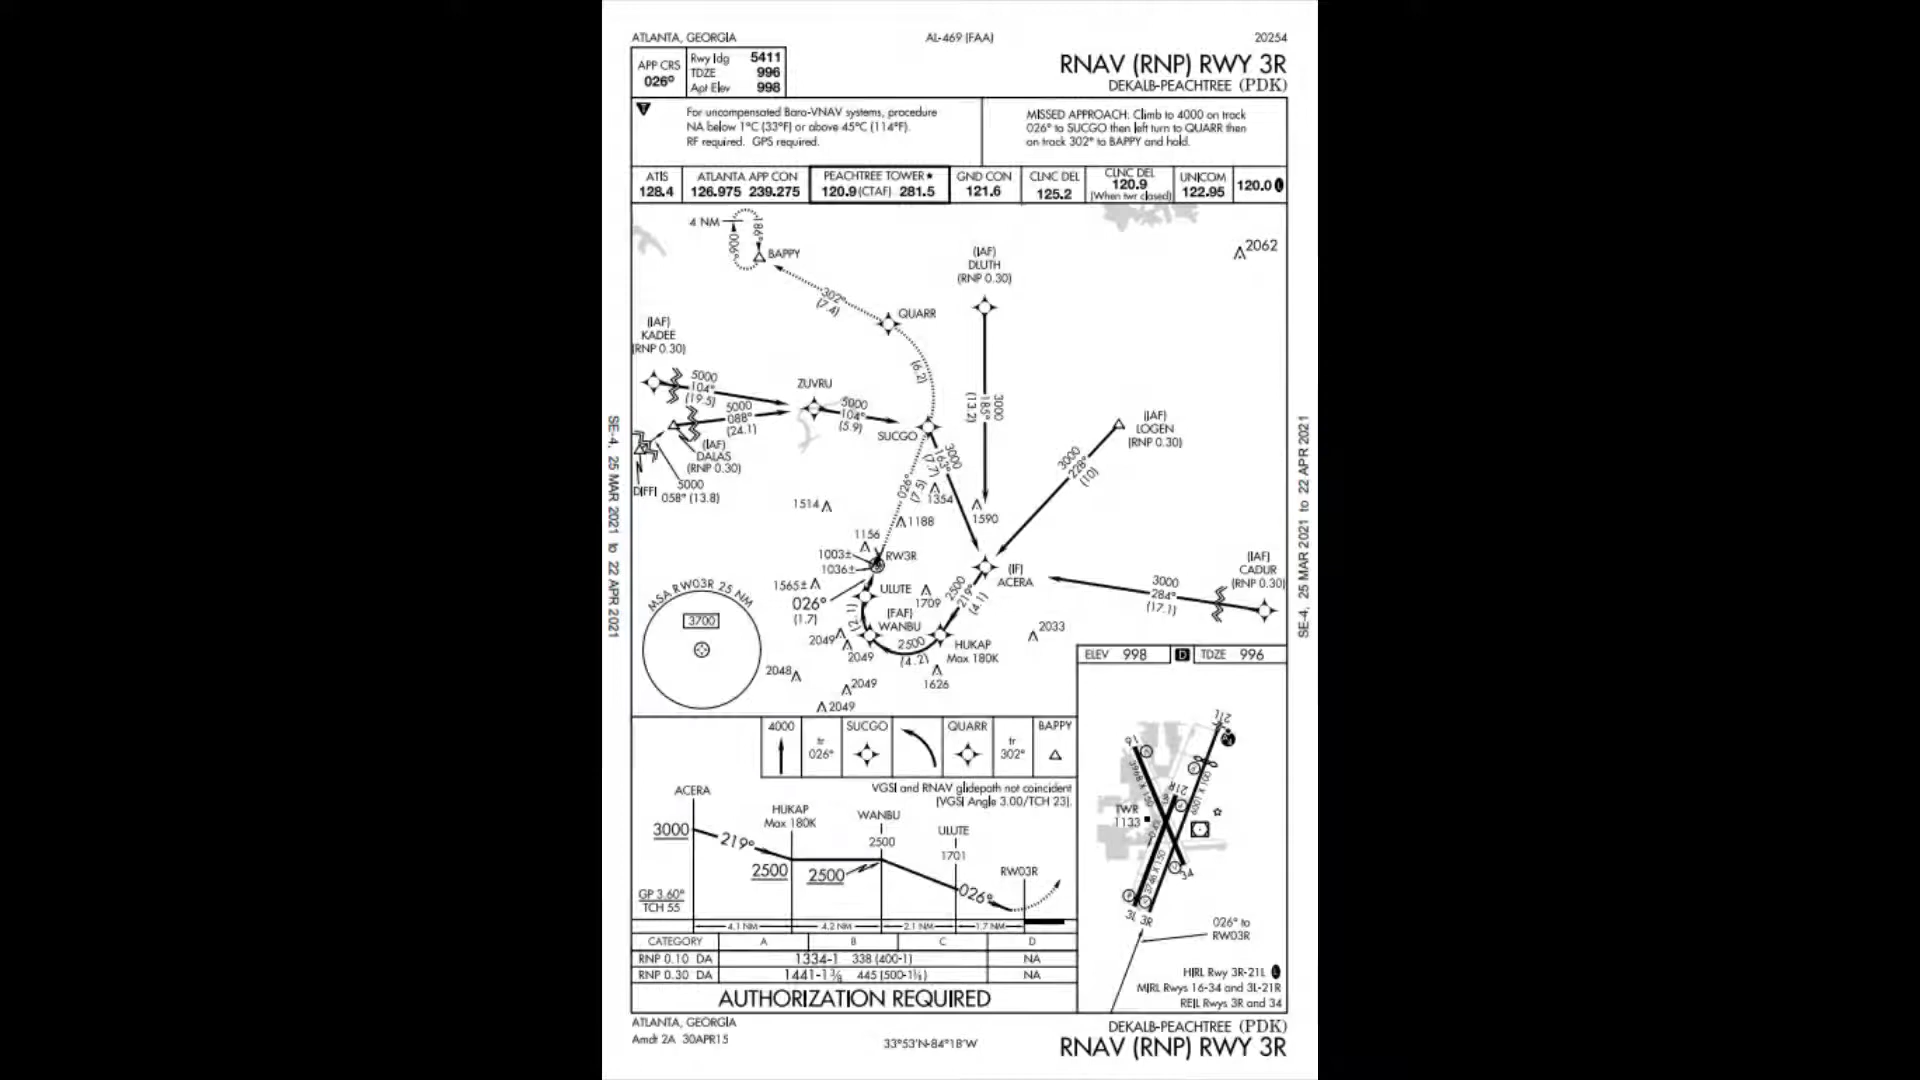 ATLANTA, GEORGIA
AL-469 (FAA)
20254
APP CRS
026°
Rwy ldg 5411
TDZE 996
Apt Elev 998
RNAV (RNP) RWY 3R
DEKALB-PEACHTREE (PDK)
For uncompensated Baro-VNAV systems, procedure
NA below 1°C (33°F) or above 45°C (114°F).
RF required. GPS required.
MISSED APPROACH: Climb to 4000 on track
026° to SUCGO then left turn to QUARR then
on track 302° to BAPPY and hold.
ATIS
128.4
ATLANTA APP CON
126.975 239.275
PEACHTREE TOWER★
120.9 (CTAF) 281.5
GND CON
121.6
CLNC DEL
125.2
CLNC DEL
120.9
(When twr closed)
UNICOM
122.95
120.0 L
4 NM
006°
186°
BAPPY
302°
(7.4)
QUARR
(6.2)
(IAF)
DLUTH
(RNP 0.30)
2062
3000
185°
(13.2)
(IAF)
KADEE
(RNP 0.30)
5000
104°
(19.5)
5000
088°
(24.1)
ZUVRU
5000
104°
(5.9)
SUCGO
(IAF)
DALAS
(RNP 0.30)
DIFFI
5000
058° (13.8)
3000
163°
(7.7)
026°
(7.5)
(IAF)
LOGEN
(RNP 0.30)
3000
228°
(10)
1514
1354
1590
1188
1156
1003±
1036±
RW3R
1565±
026°
(1.7)
ULUTE
(2.1)
(FAF)
WANBU
1709
2500
219°
(4.1)
(IF)
ACERA
3000
284°
(17.1)
(IAF)
CADUR
(RNP 0.30)
2049
2049
2500
(4.2)
HUKAP
Max 180K
2033
2048
2049
1626
2049
MSA RW03R 25 NM
3700
SE-4, 25 MAR 2021 to 22 APR 2021
SE-4, 25 MAR 2021 to 22 APR 2021
ELEV 998
D
TDZE 996
4000
tr
026°
SUCGO
QUARR
tr
302°
BAPPY
VGSI and RNAV glidepath not coincident
(VGSI Angle 3.00/TCH 23).
ACERA
3000
219°
HUKAP
Max 180K
2500
WANBU
2500
2500
ULUTE
1701
026°
RW03R
GP 3.60°
TCH 55
4.1 NM
4.2 NM
2.1 NM
1.7 NM
CATEGORY A B C D
RNP 0.10 DA 1334-1 338 (400-1) NA
RNP 0.30 DA 1441-1⅜ 445 (500-1⅜) NA
AUTHORIZATION REQUIRED
16
21L
21R
3968 X 150
6001 X 100
3746 X 150
TWR
1133
34
3L 3R
026° to
RW03R
HIRL Rwy 3R-21L L
MIRL Rwys 16-34 and 3L-21R
REIL Rwys 3R and 34
ATLANTA, GEORGIA
Amdt 2A 30APR15
33°53'N-84°18'W
DEKALB-PEACHTREE (PDK)
RNAV (RNP) RWY 3R